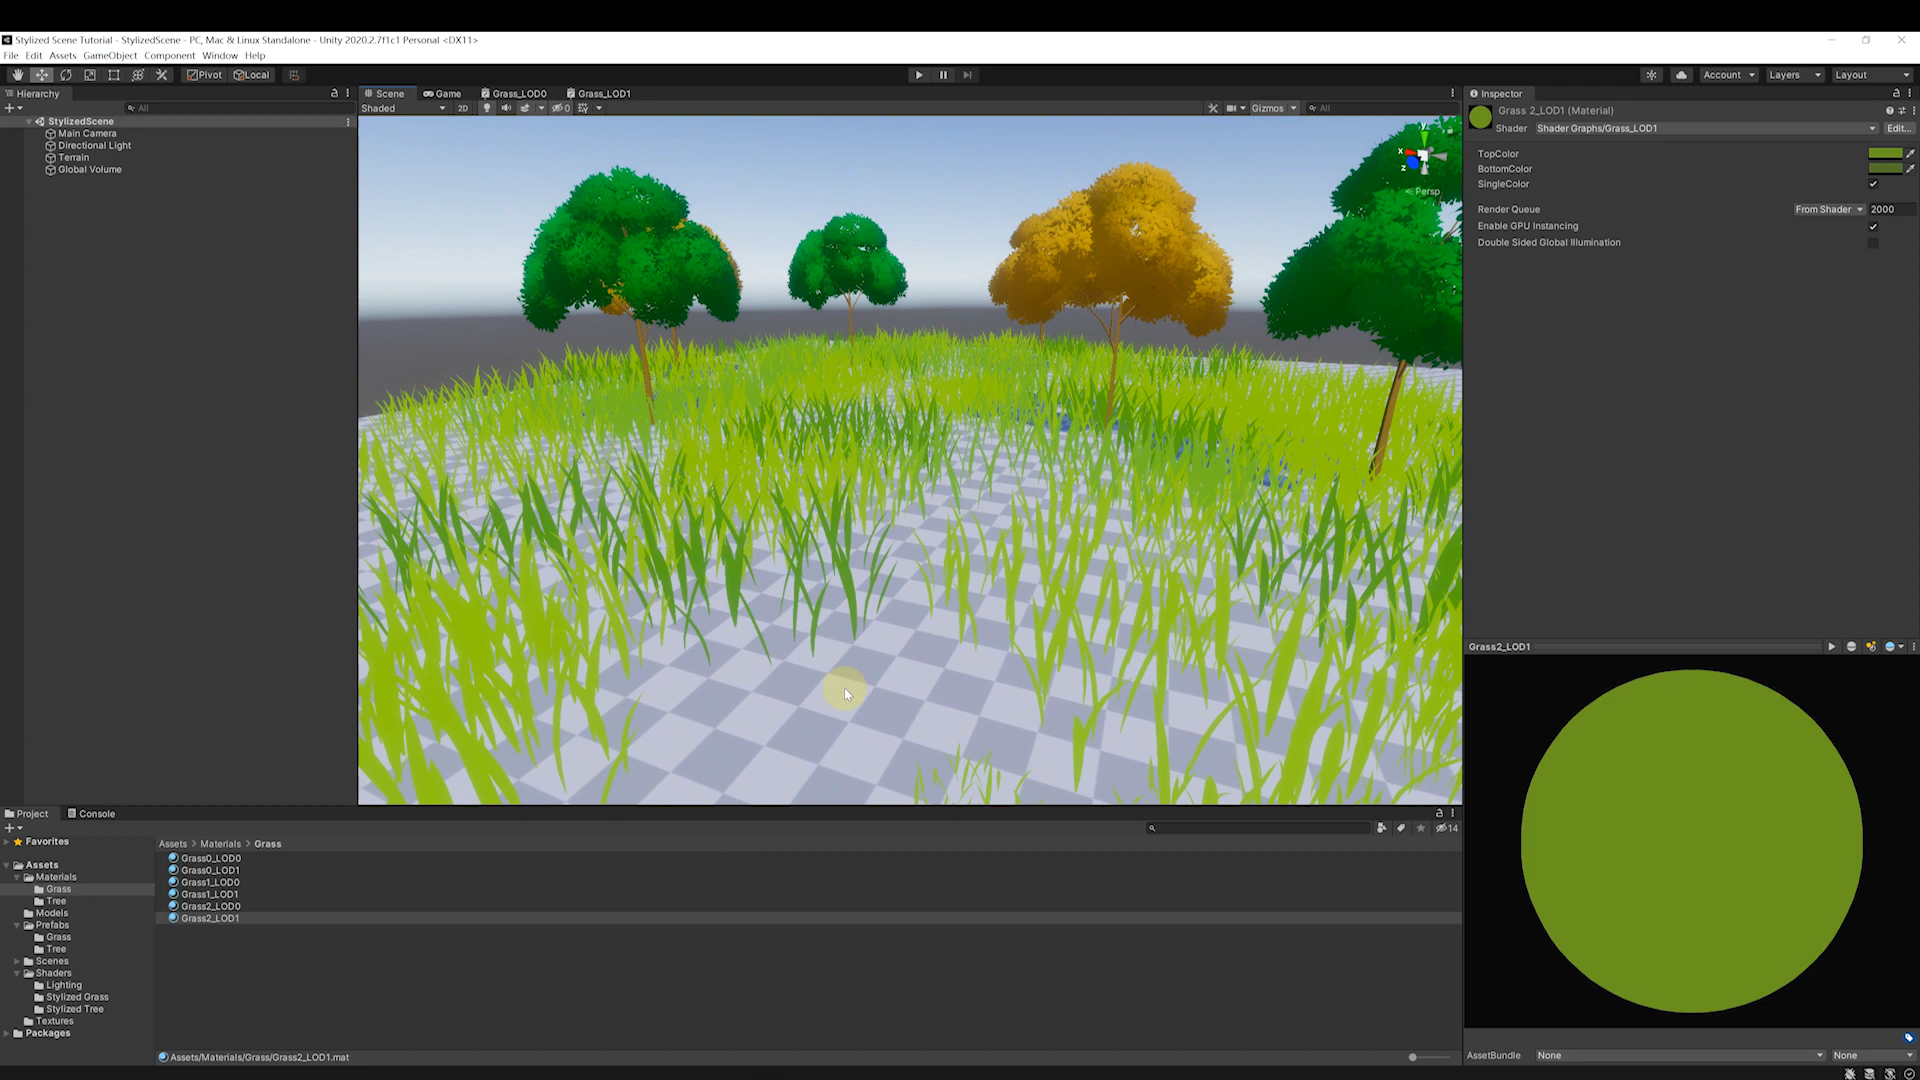 Stylized Scene Tutorial - StylizedScene - PC, Mac & Linux Standalone - Unity 2020.2.7f1c1 Personal <DX11>
File Edit Assets GameObject Component Window Help
Pivot Local Account Layers Layout
Hierarchy
All
StylizedScene
Main Camera
Directional Light
Terrain
Global Volume
Scene Game Grass_LOD0 Grass_LOD1
Shaded 2D 0 Gizmos All
y
x
z
< Persp
Inspector
Grass 2_LOD1 (Material)
Shader Shader Graphs/Grass_LOD1 Edit...
TopColor
BottomColor
SingleColor
Render Queue From Shader 2000
Enable GPU Instancing
Double Sided Global Illumination
Grass2_LOD1
AssetBundle None None
Project Console
14
Favorites
Assets
Materials
Grass
Tree
Models
Prefabs
Grass
Tree
Scenes
Shaders
Lighting
Stylized Grass
Stylized Tree
Textures
Packages
Assets > Materials > Grass
Grass0_LOD0
Grass0_LOD1
Grass1_LOD0
Grass1_LOD1
Grass2_LOD0
Grass2_LOD1
Assets/Materials/Grass/Grass2_LOD1.mat